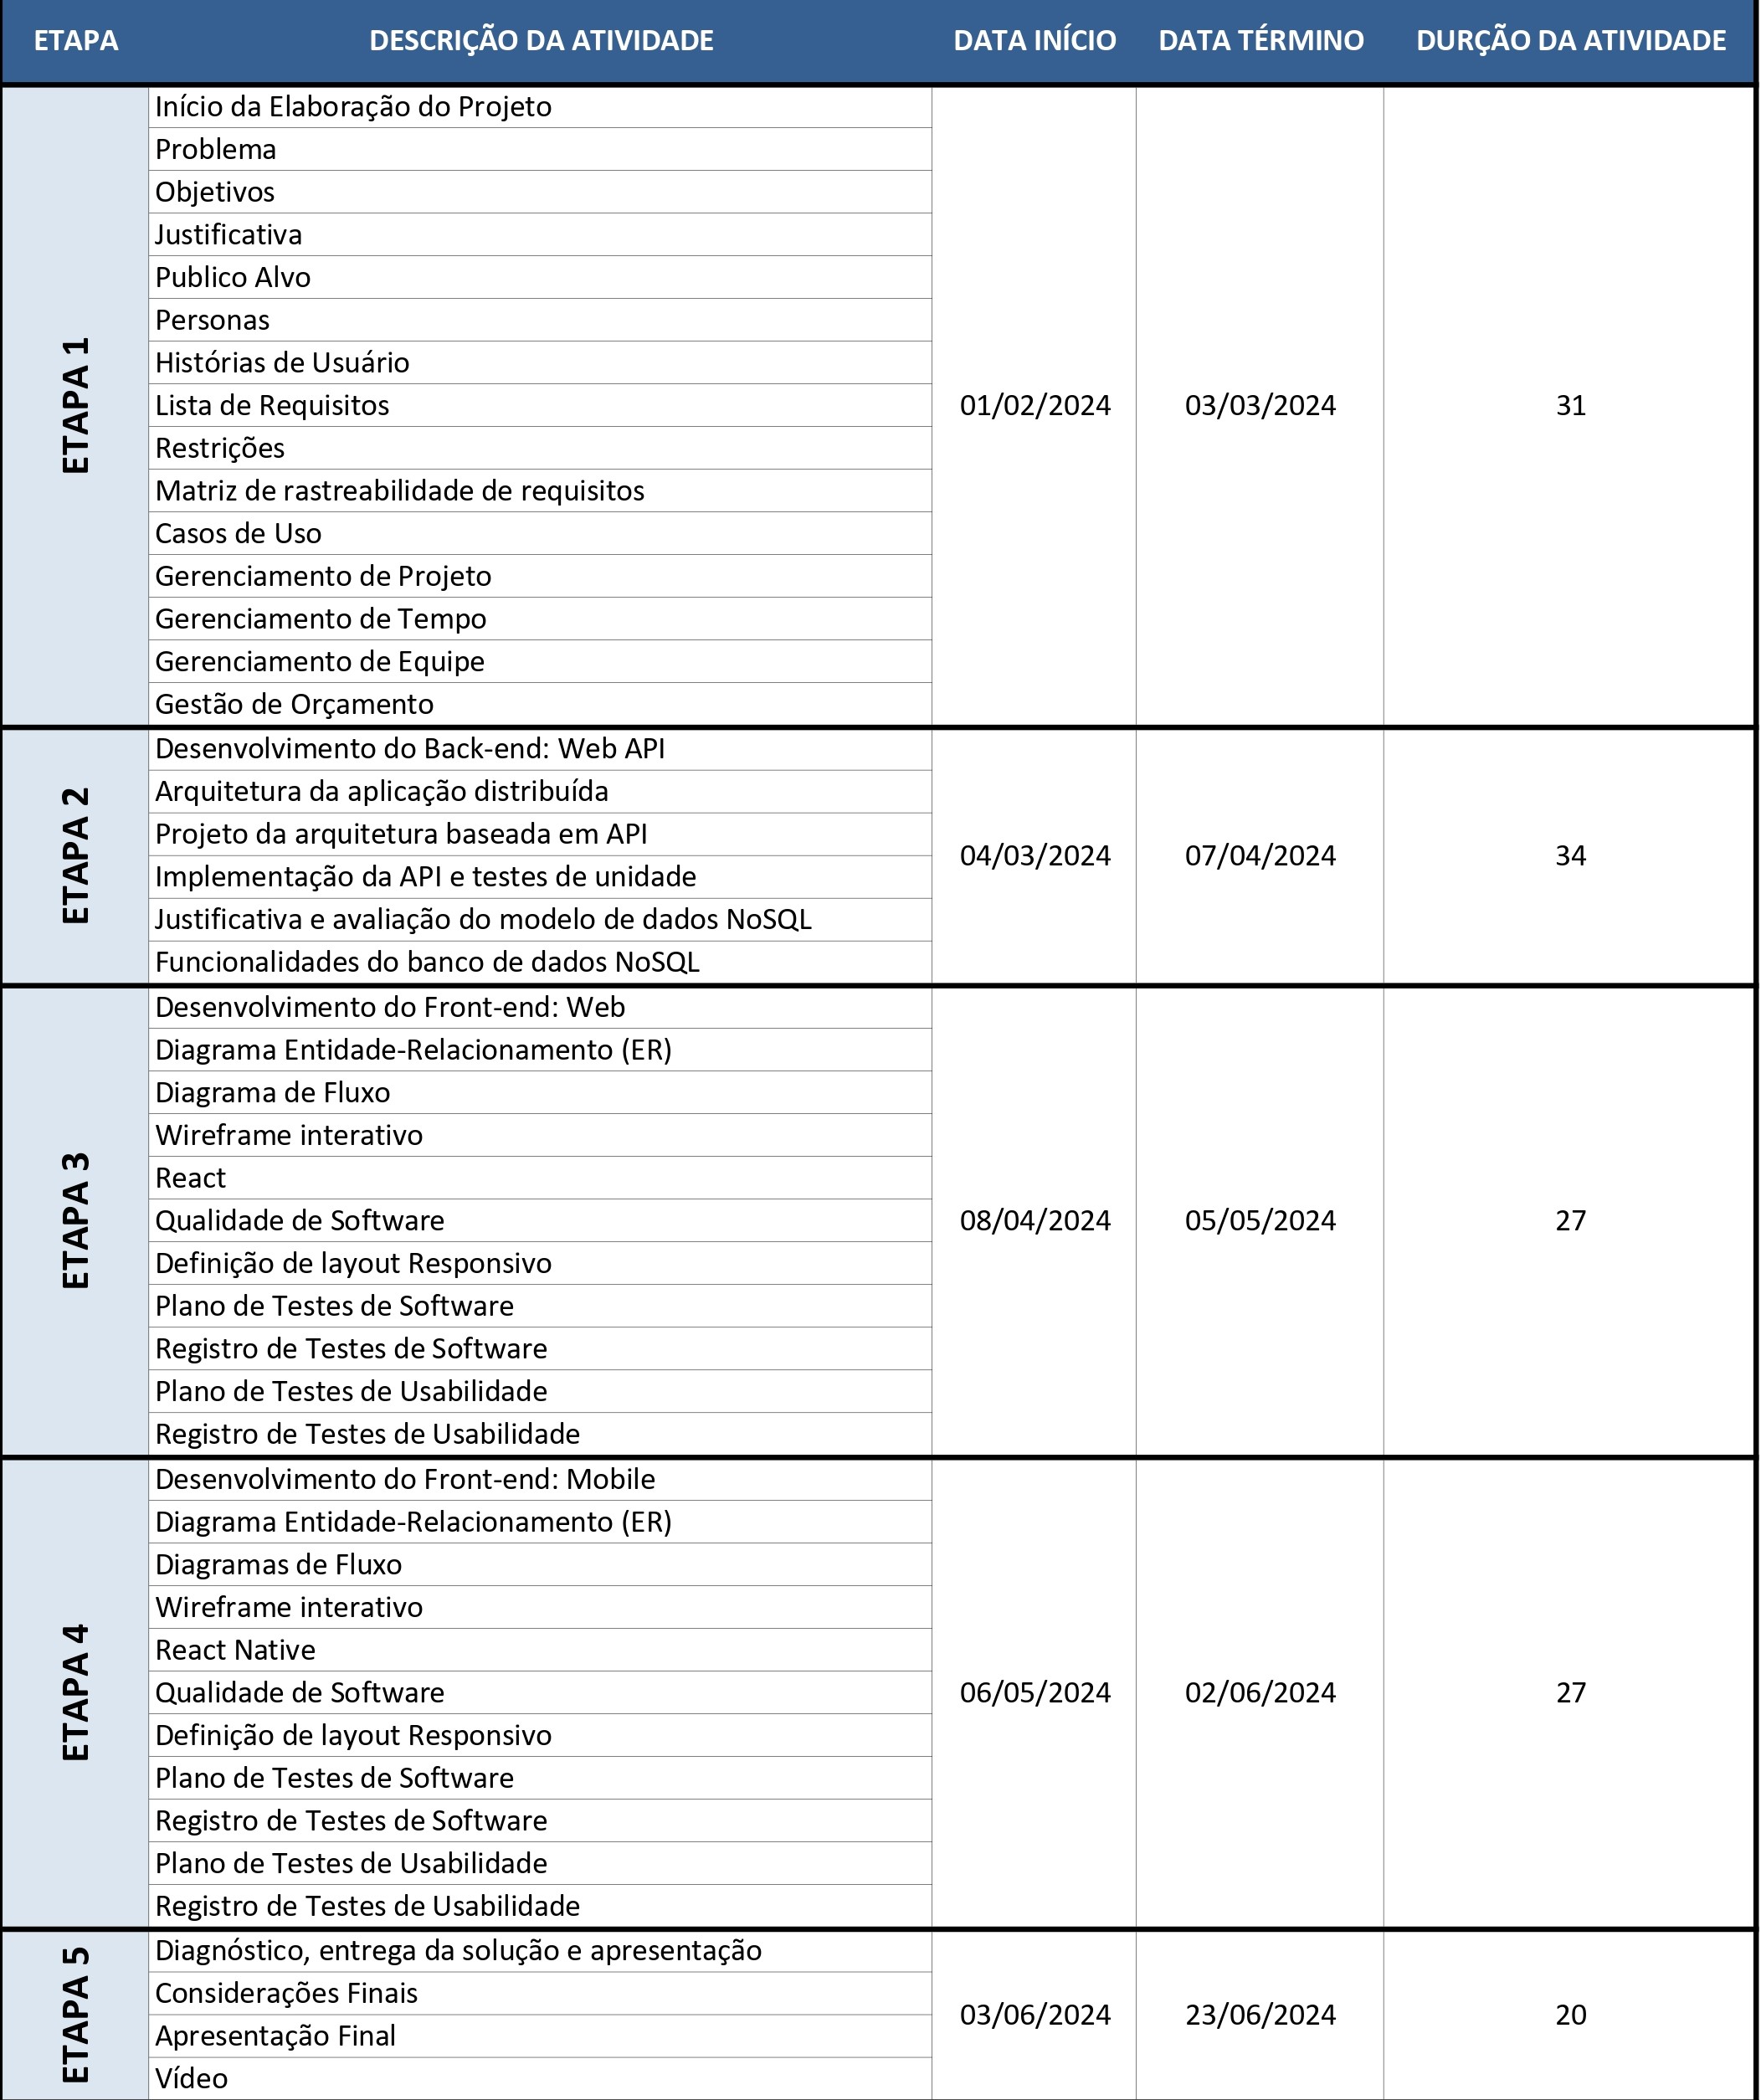 ETAPA DESCRIÇÃO DA ATIVIDADE DATA INÍCIO DATA TÉRMINO DURÇÃO DA ATIVIDADE
ETAPA 1
Início da Elaboração do Projeto
Problema
Objetivos
Justificativa
Publico Alvo
Personas
Histórias de Usuário
Lista de Requisitos
Restrições
Matriz de rastreabilidade de requisitos
Casos de Uso
Gerenciamento de Projeto
Gerenciamento de Tempo
Gerenciamento de Equipe
Gestão de Orçamento
01/02/2024 03/03/2024 31
ETAPA 2
Desenvolvimento do Back-end: Web API
Arquitetura da aplicação distribuída
Projeto da arquitetura baseada em API
Implementação da API e testes de unidade
Justificativa e avaliação do modelo de dados NoSQL
Funcionalidades do banco de dados NoSQL
04/03/2024 07/04/2024 34
ETAPA 3
Desenvolvimento do Front-end: Web
Diagrama Entidade-Relacionamento (ER)
Diagrama de Fluxo
Wireframe interativo
React
Qualidade de Software
Definição de layout Responsivo
Plano de Testes de Software
Registro de Testes de Software
Plano de Testes de Usabilidade
Registro de Testes de Usabilidade
08/04/2024 05/05/2024 27
ETAPA 4
Desenvolvimento do Front-end: Mobile
Diagrama Entidade-Relacionamento (ER)
Diagramas de Fluxo
Wireframe interativo
React Native
Qualidade de Software
Definição de layout Responsivo
Plano de Testes de Software
Registro de Testes de Software
Plano de Testes de Usabilidade
Registro de Testes de Usabilidade
06/05/2024 02/06/2024 27
ETAPA 5
Diagnóstico, entrega da solução e apresentação
Considerações Finais
Apresentação Final
Vídeo
03/06/2024 23/06/2024 20